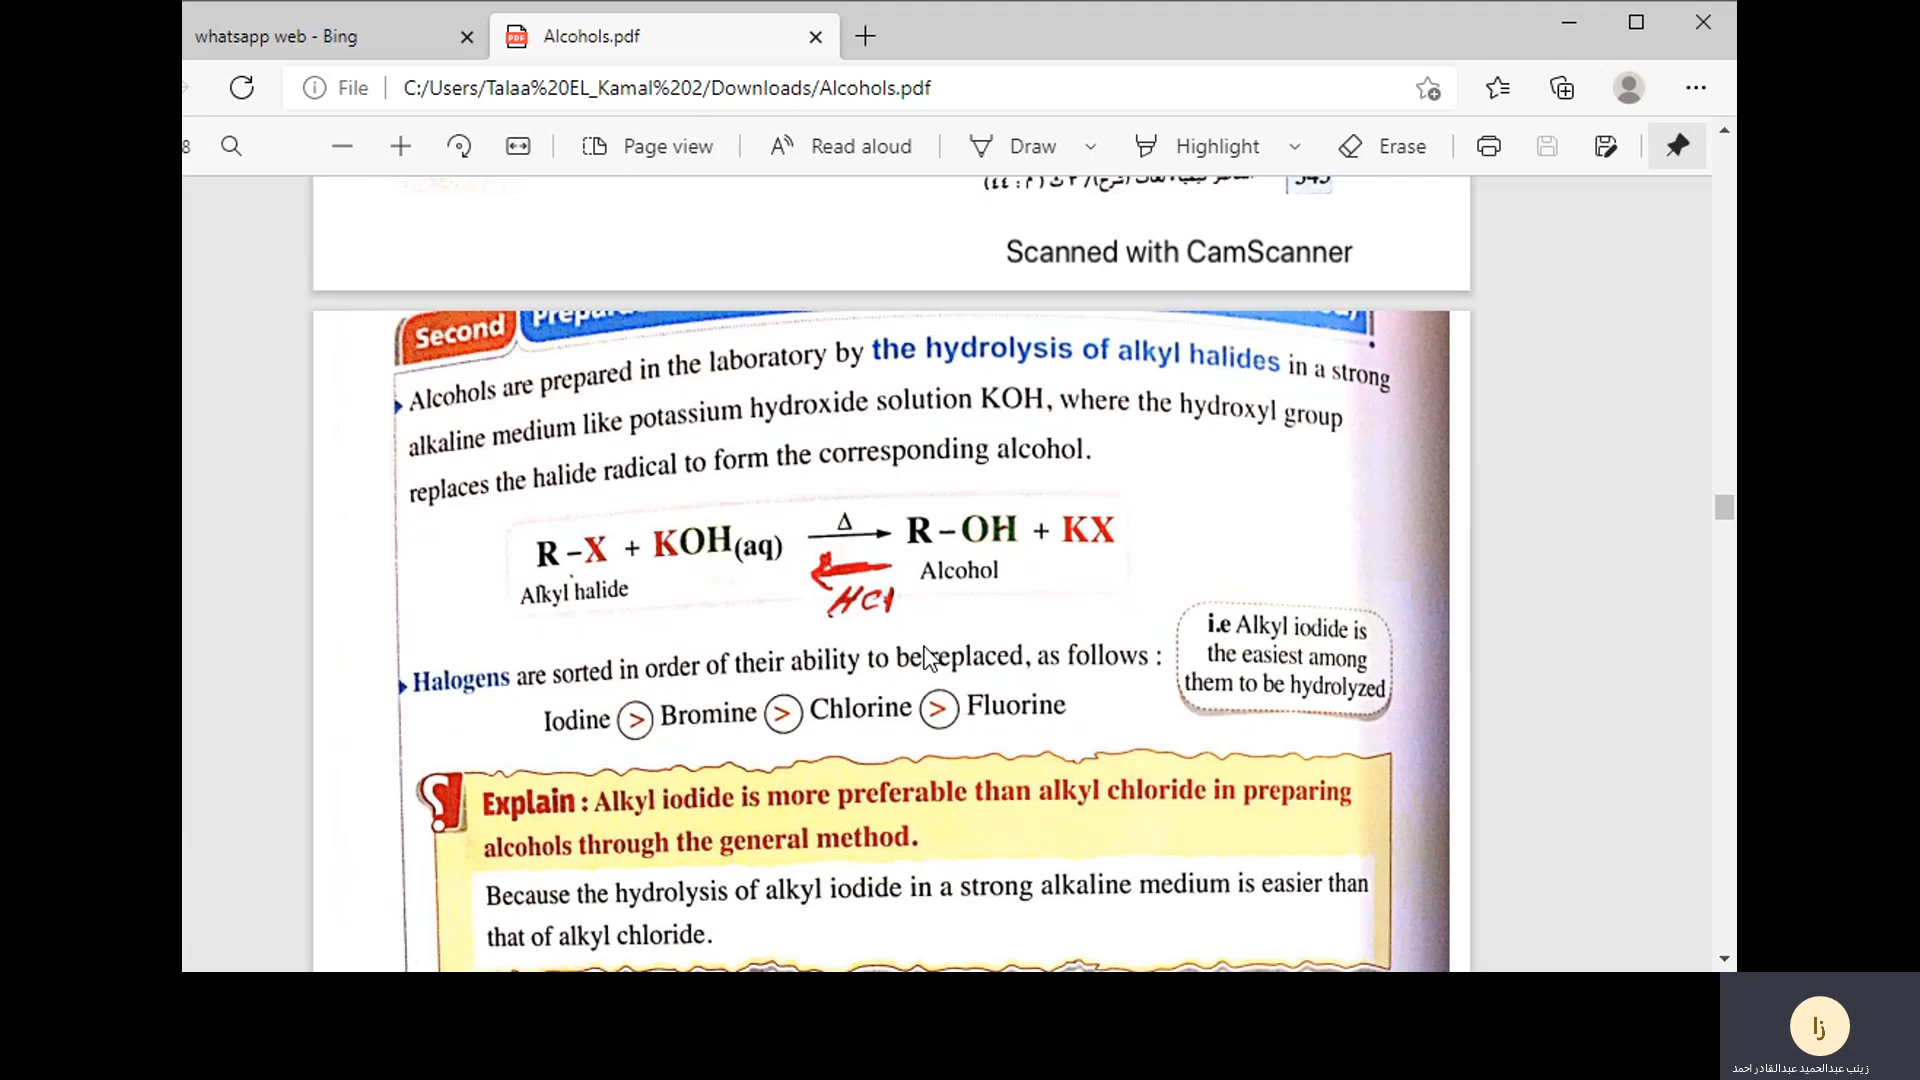 whatsapp web - Bing
Alcohols.pdf
File
C:/Users/Talaa%20EL_Kamal%202/Downloads/Alcohols.pdf
8
Page view
Read aloud
Draw
Highlight
Erase
Scanned with CamScanner
Second
Alcohols are prepared in the laboratory by the hydrolysis of alkyl halides in a strong
alkaline medium like potassium hydroxide solution KOH, where the hydroxyl group
replaces the halide radical to form the corresponding alcohol.
R – X + KOH(aq) Δ → R – OH + KX
Alkyl halide
Alcohol
HCl
Halogens are sorted in order of their ability to be replaced, as follows :
Iodine > Bromine > Chlorine > Fluorine
i.e Alkyl iodide is
the easiest among
them to be hydrolyzed
Explain : Alkyl iodide is more preferable than alkyl chloride in preparing
alcohols through the general method.
Because the hydrolysis of alkyl iodide in a strong alkaline medium is easier than
that of alkyl chloride.
زا
زينب عبدالحميد عبدالقادر احمد